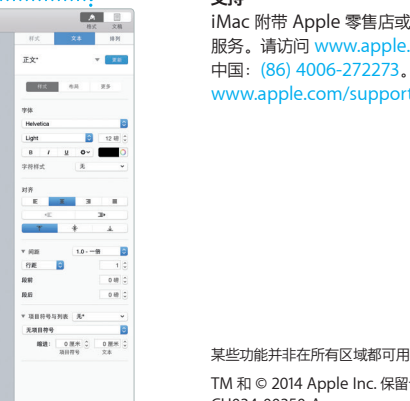 格式 文稿
样式 文本 排列
正文* 更新
样式 布局 更多
字体
Helvetica
Light 12 磅
B I U
字符样式 无
对齐
间距 1.0 - 一倍
行距 1
段前 0 磅
段后 0 磅
项目符号与列表 无*
无项目符号
缩进: 0 厘米 0 厘米
项目符号 文本
iMac 附带 Apple 零售店或
服务。请访问 www.apple.
中国：(86) 4006-272273。
www.apple.com/support
某些功能并非在所有区域都可用
TM 和 © 2014 Apple Inc. 保留